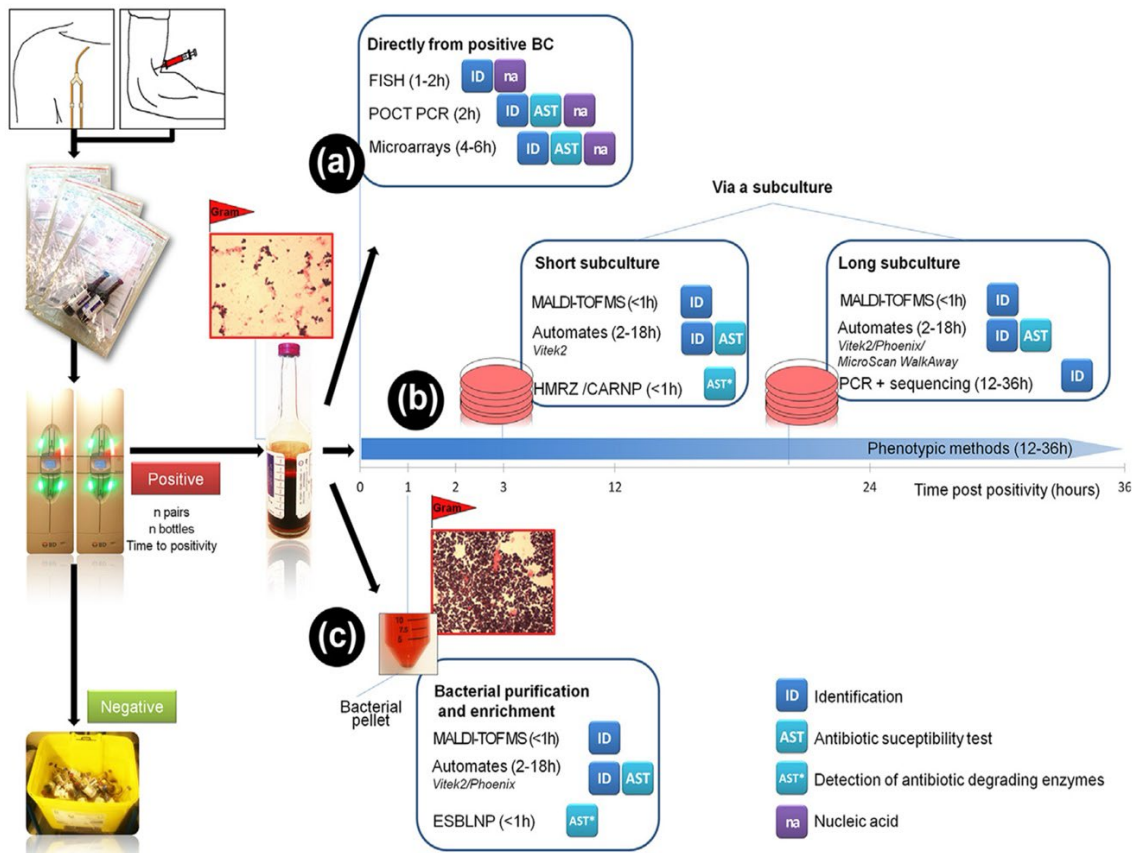 Directly from positive BC
FISH (1-2h) ID na
POCT PCR (2h) ID AST na
Microarrays (4-6h) ID AST na
(a)
Via a subculture
Gram
Short subculture
MALDI-TOFMS (<1h) ID
Automates (2-18h) ID AST
Vitek2
HMRZ /CARNP (<1h) AST*
Long subculture
MALDI-TOFMS (<1h) ID
Automates (2-18h) ID AST
Vitek2/Phoenix/
MicroScan WalkAway
PCR + sequencing (12-36h) ID
(b)
Phenotypic methods (12-36h)
0 1 2 3 12 24 36
Time post positivity (hours)
Positive
n pairs
n bottles
Time to positivity
BD BD
Gram
(c)
10
7.5
5
Bacterial
pellet
Bacterial purification
and enrichment
MALDI-TOFMS (<1h) ID
Automates (2-18h) ID AST
Vitek2/Phoenix
ESBLNP (<1h) AST*
Negative
ID Identification
AST Antibiotic suceptibility test
AST* Detection of antibiotic degrading enzymes
na Nucleic acid